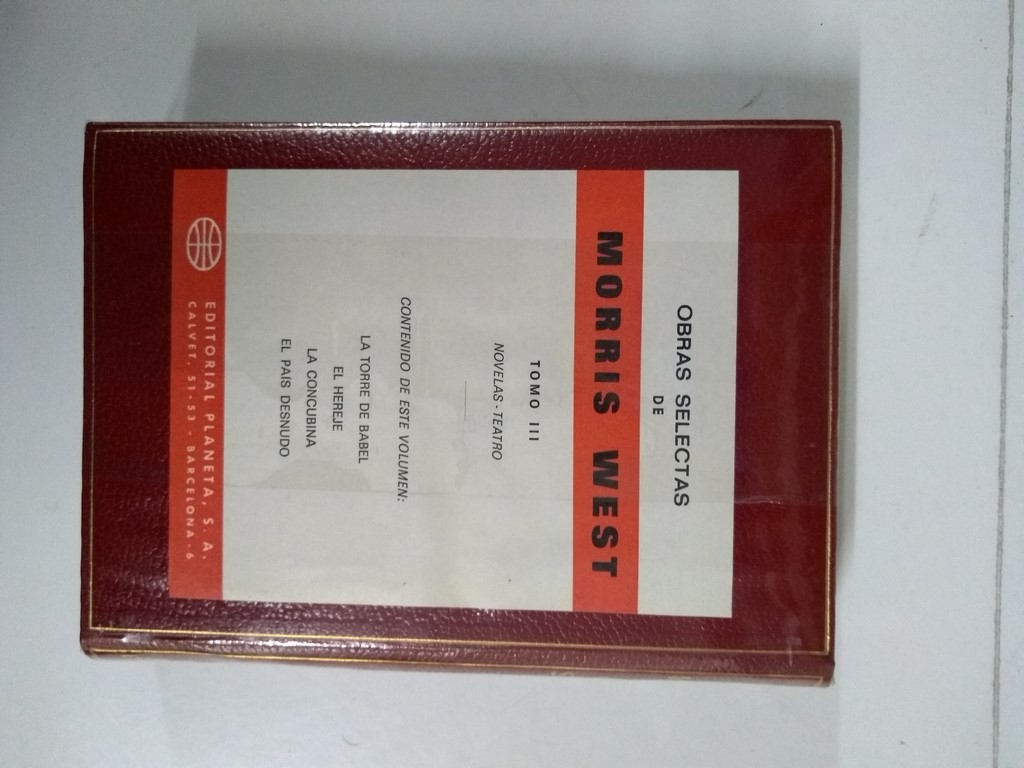 OBRAS SELECTAS
DE
MORRIS WEST
TOMO III
NOVELAS - TEATRO
CONTENIDO DE ESTE VOLUMEN:
LA TORRE DE BABEL
EL HEREJE
LA CONCUBINA
EL PAÍS DESNUDO
EDITORIAL PLANETA, S. A.
CALVET, 51-53 - BARCELONA-6